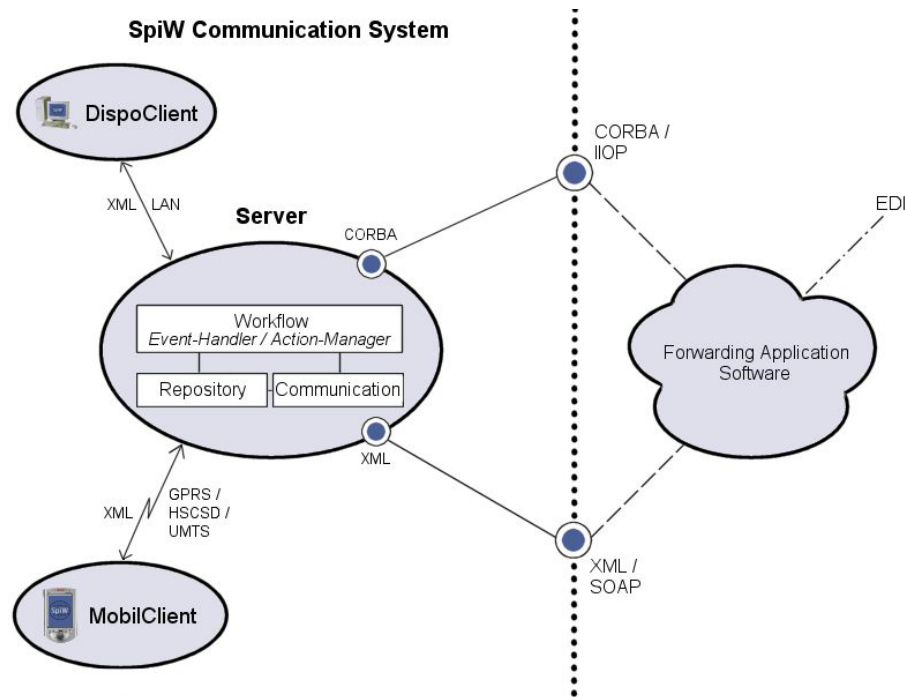 SpiW Communication System
DispoClient
XML
LAN
Server
CORBA
CORBA /
IIOP
EDI
Workflow
Event-Handler / Action-Manager
Repository
Communication
Forwarding Application
Software
XML
XML
GPRS /
HSCSD /
UMTS
XML /
SOAP
SpiW
MobilClient